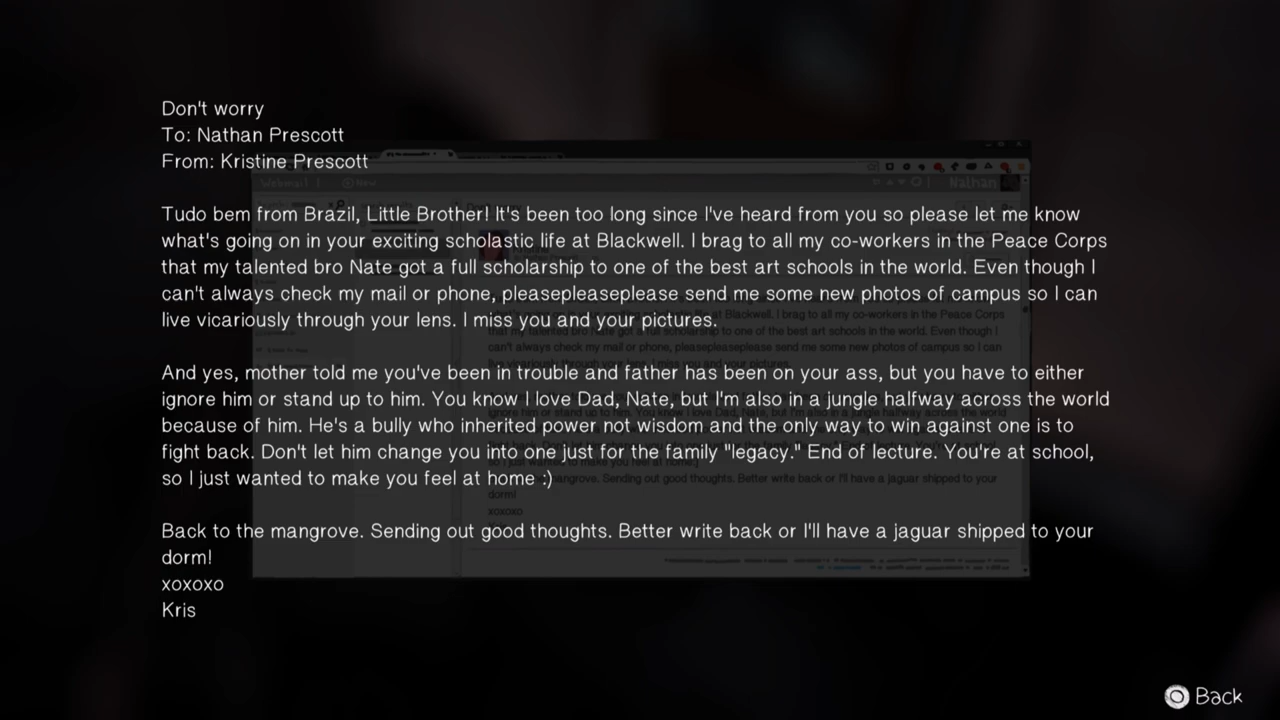 Don't worry
To: Nathan Prescott
From: Kristine Prescott
Tudo bem from Brazil, Little Brother! It's been too long since I've heard from you so please let me know
what's going on in your exciting scholastic life at Blackwell. I brag to all my co-workers in the Peace Corps
that my talented bro Nate got a full scholarship to one of the best art schools in the world. Even though I
can't always check my mail or phone, pleasepleaseplease send me some new photos of campus so I can
live vicariously through your lens. I miss you and your pictures.
And yes, mother told me you've been in trouble and father has been on your ass, but you have to either
ignore him or stand up to him. You know I love Dad, Nate, but I'm also in a jungle halfway across the world
because of him. He's a bully who inherited power not wisdom and the only way to win against one is to
fight back. Don't let him change you into one just for the family "legacy." End of lecture. You're at school,
so I just wanted to make you feel at home :)
Back to the mangrove. Sending out good thoughts. Better write back or I'll have a jaguar shipped to your
dorm!
xoxoxo
Kris
Webmail
New
Nathan
Back